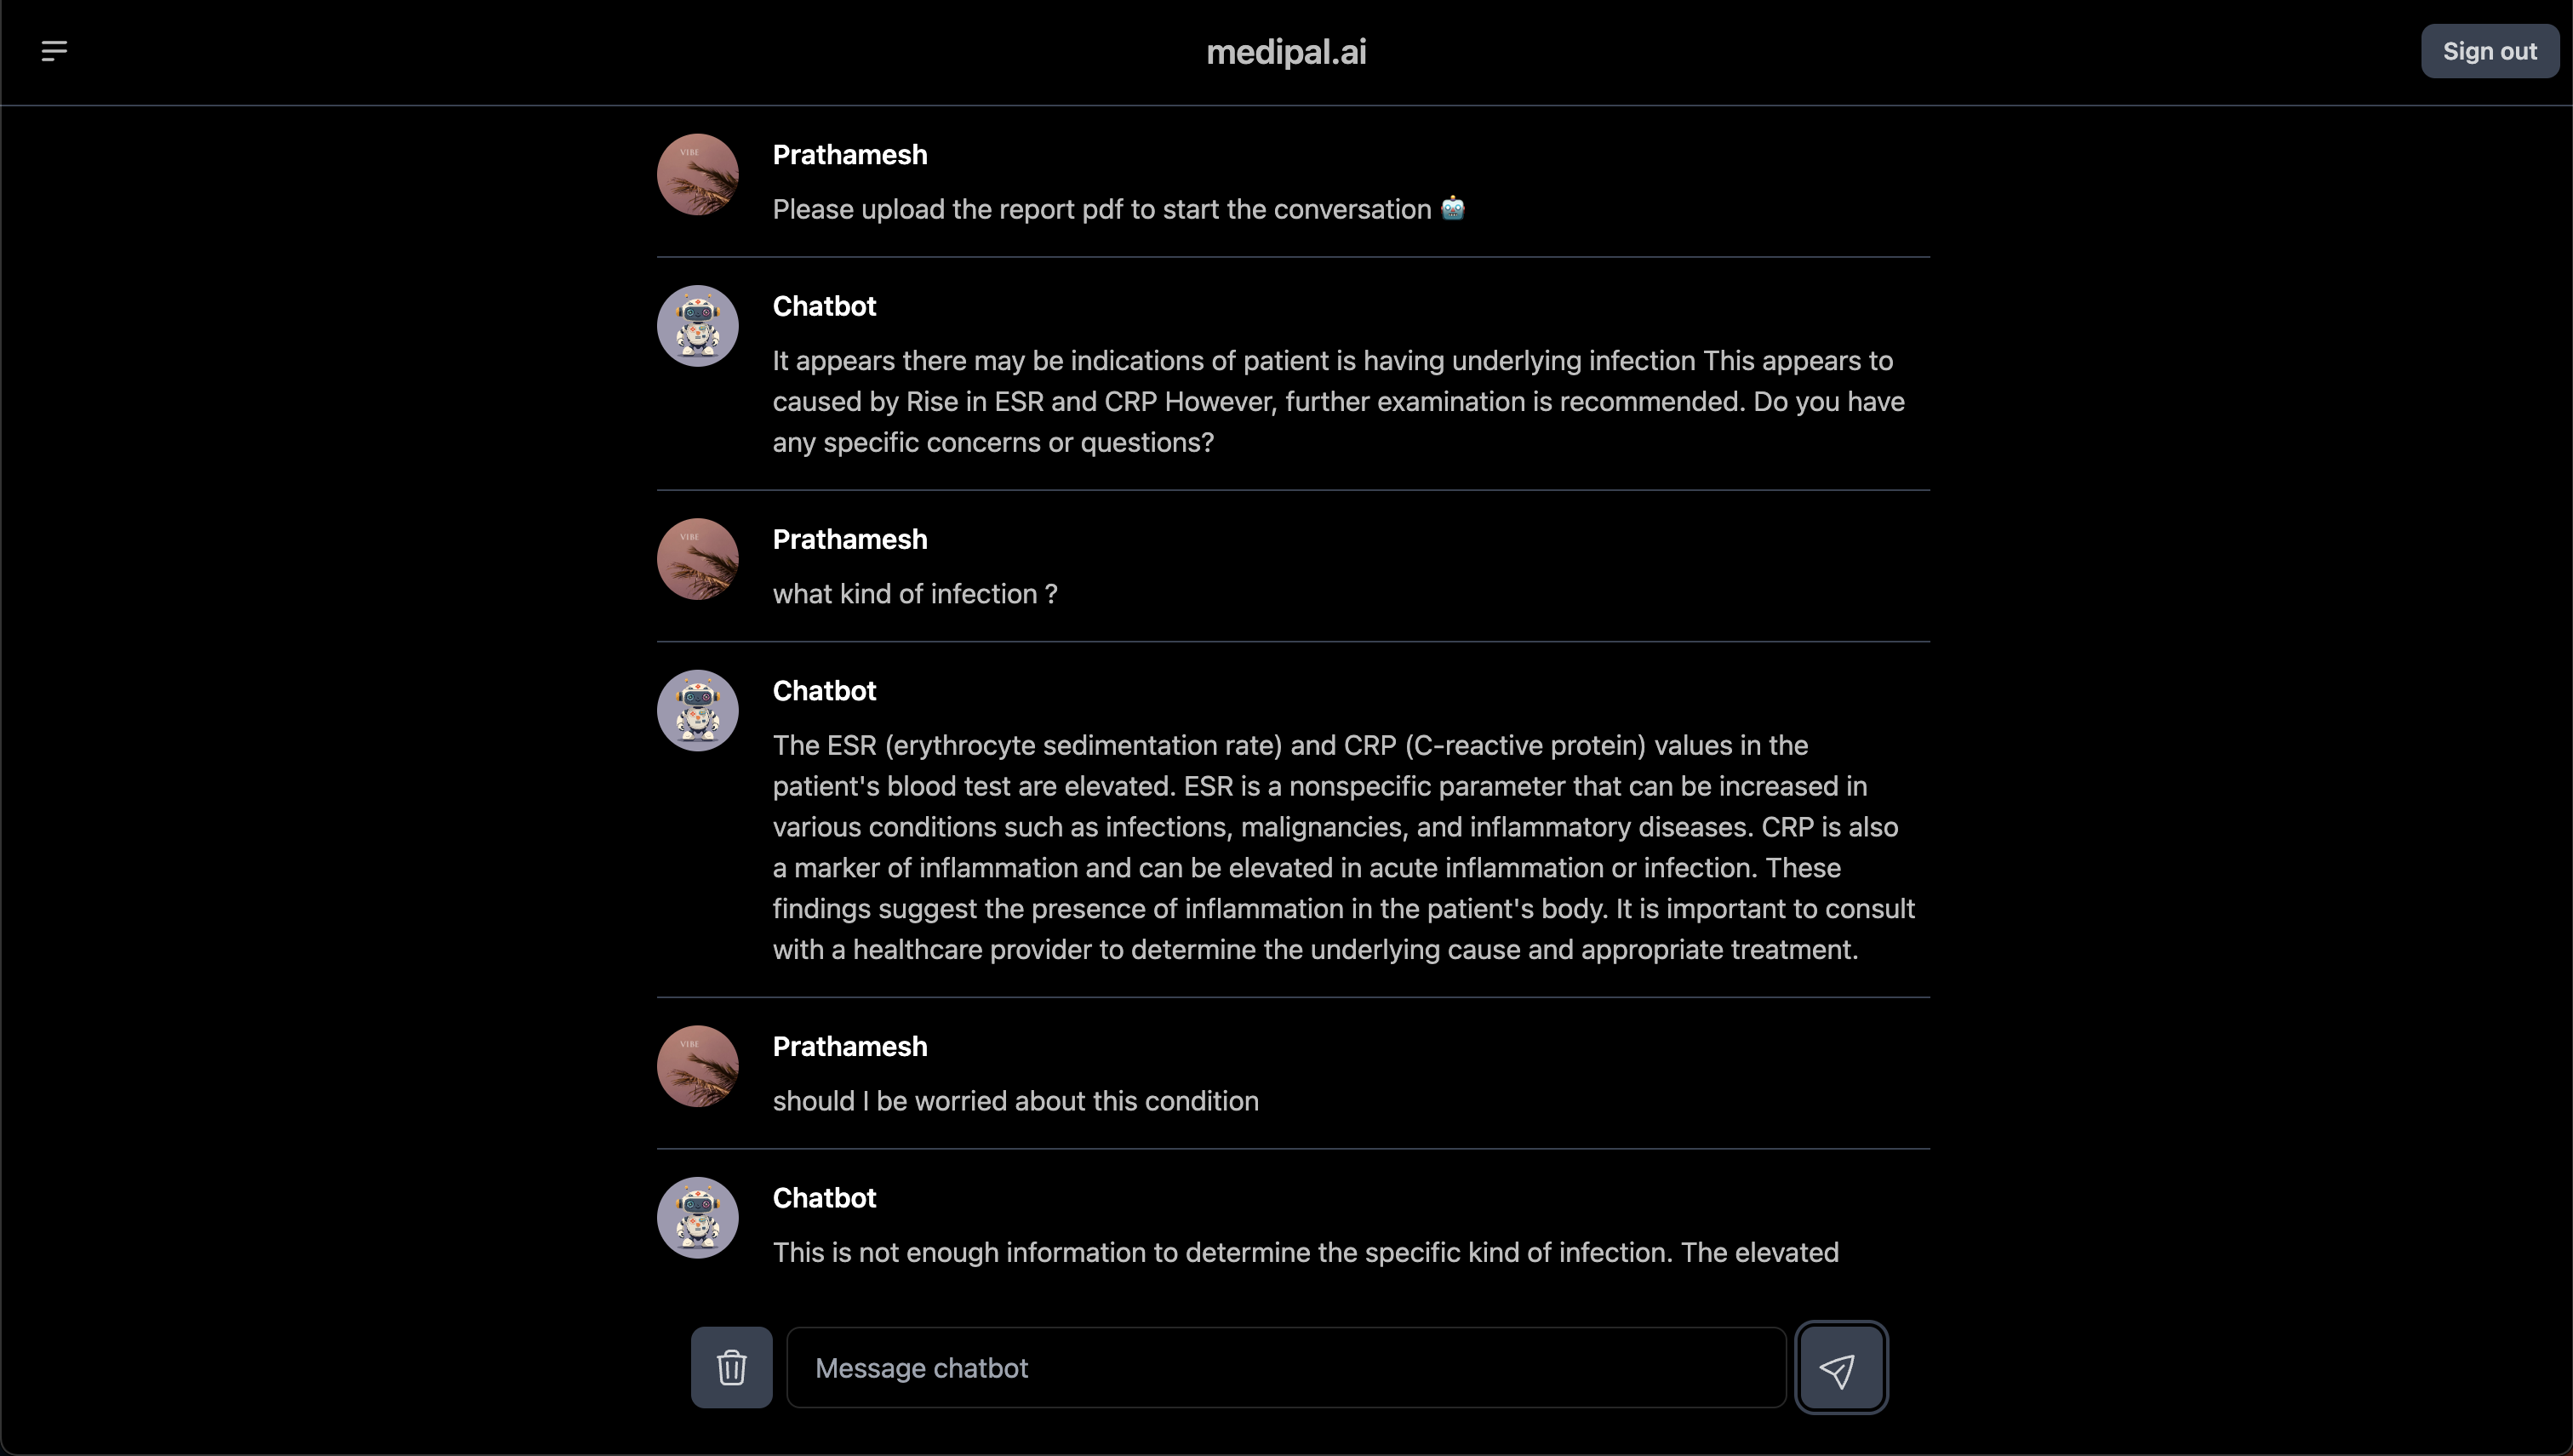 medipal.ai
Sign out
VIBE
Prathamesh
Please upload the report pdf to start the conversation 🤖
Chatbot
It appears there may be indications of patient is having underlying infection This appears to
caused by Rise in ESR and CRP However, further examination is recommended. Do you have
any specific concerns or questions?
VIBE
Prathamesh
what kind of infection ?
Chatbot
The ESR (erythrocyte sedimentation rate) and CRP (C-reactive protein) values in the
patient's blood test are elevated. ESR is a nonspecific parameter that can be increased in
various conditions such as infections, malignancies, and inflammatory diseases. CRP is also
a marker of inflammation and can be elevated in acute inflammation or infection. These
findings suggest the presence of inflammation in the patient's body. It is important to consult
with a healthcare provider to determine the underlying cause and appropriate treatment.
VIBE
Prathamesh
should I be worried about this condition
Chatbot
This is not enough information to determine the specific kind of infection. The elevated
Message chatbot